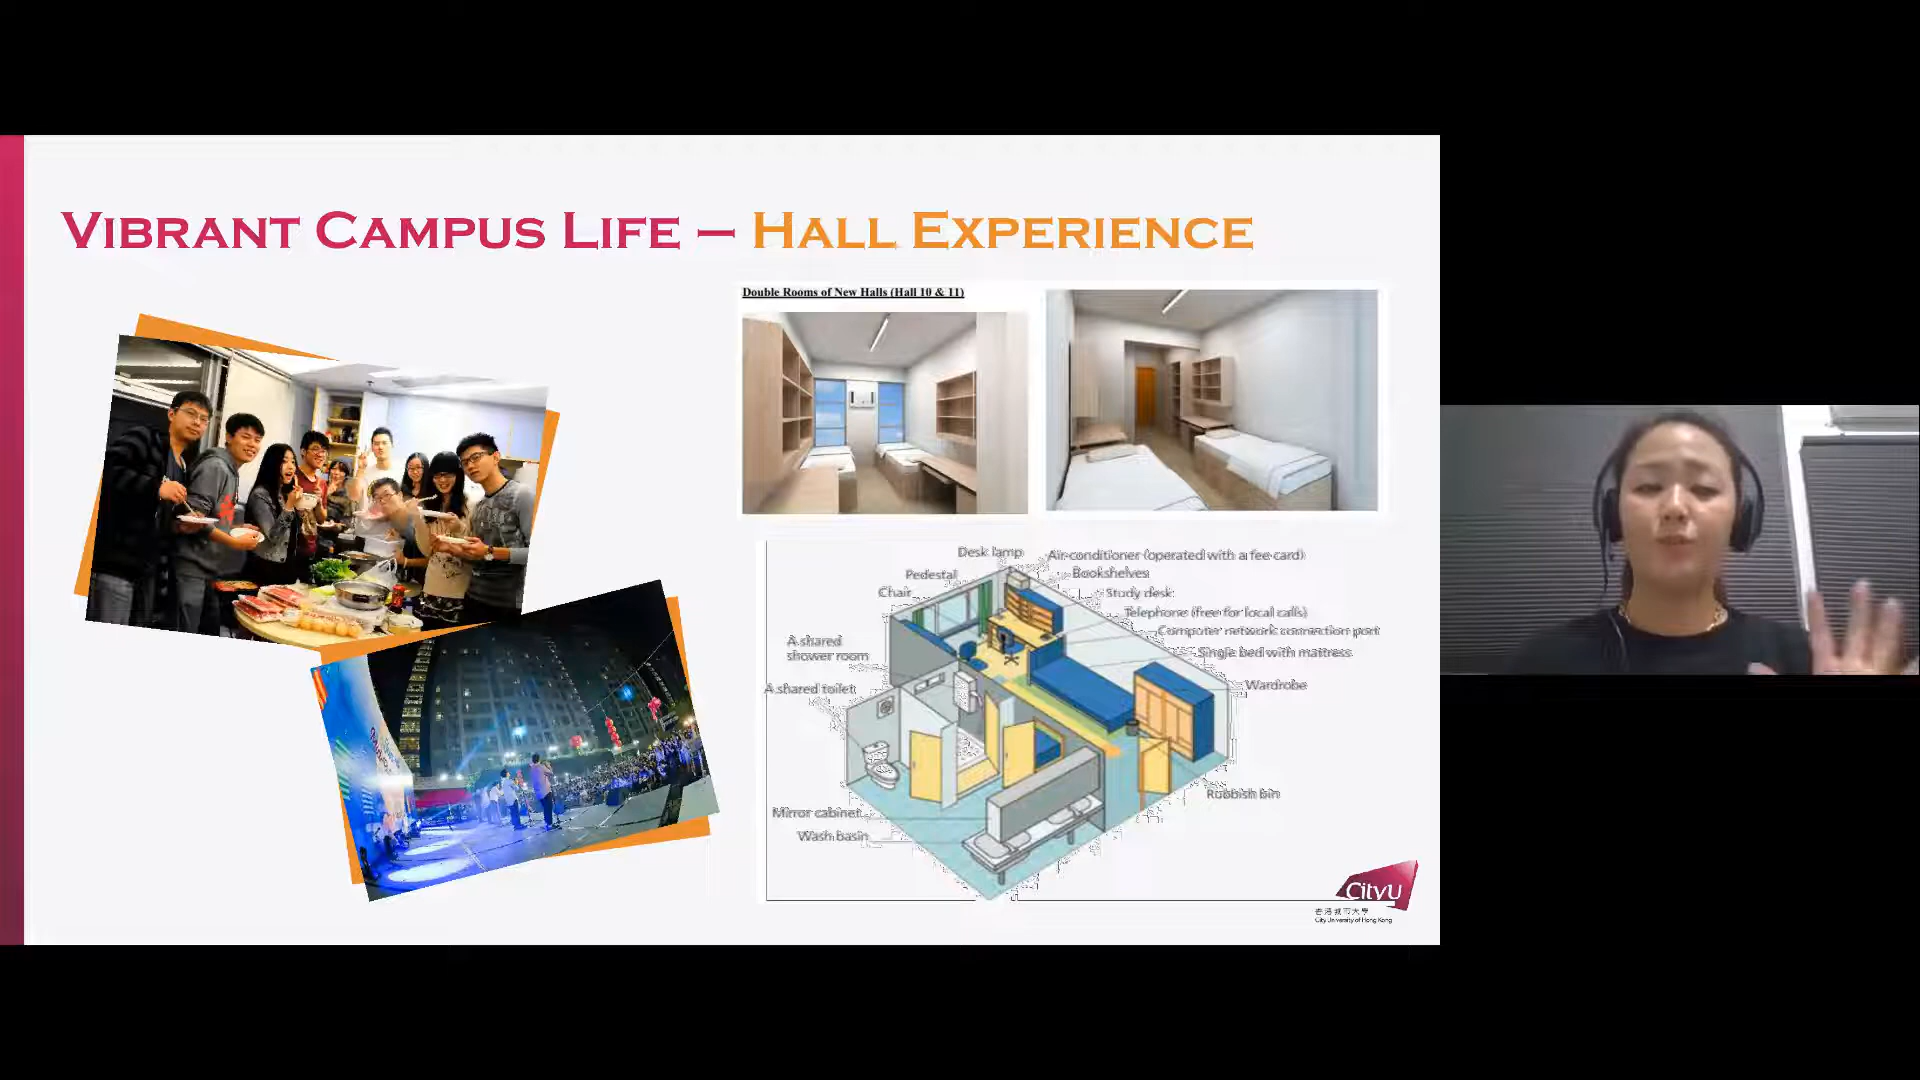 VIBRANT CAMPUS LIFE – HALL EXPERIENCE
Double Rooms of New Halls (Hall 10 & 11)
Desk lamp
Air-conditioner (operated with a fee card)
Pedestal
Bookshelves
Chair
Study desk
Telephone (free for local calls)
Computer network connection port
A shared
shower room
Single bed with mattress
A shared toilet
Wardrobe
Rubbish bin
Mirror cabinet
Wash basin
CityU
香港城市大學
City University of Hong Kong